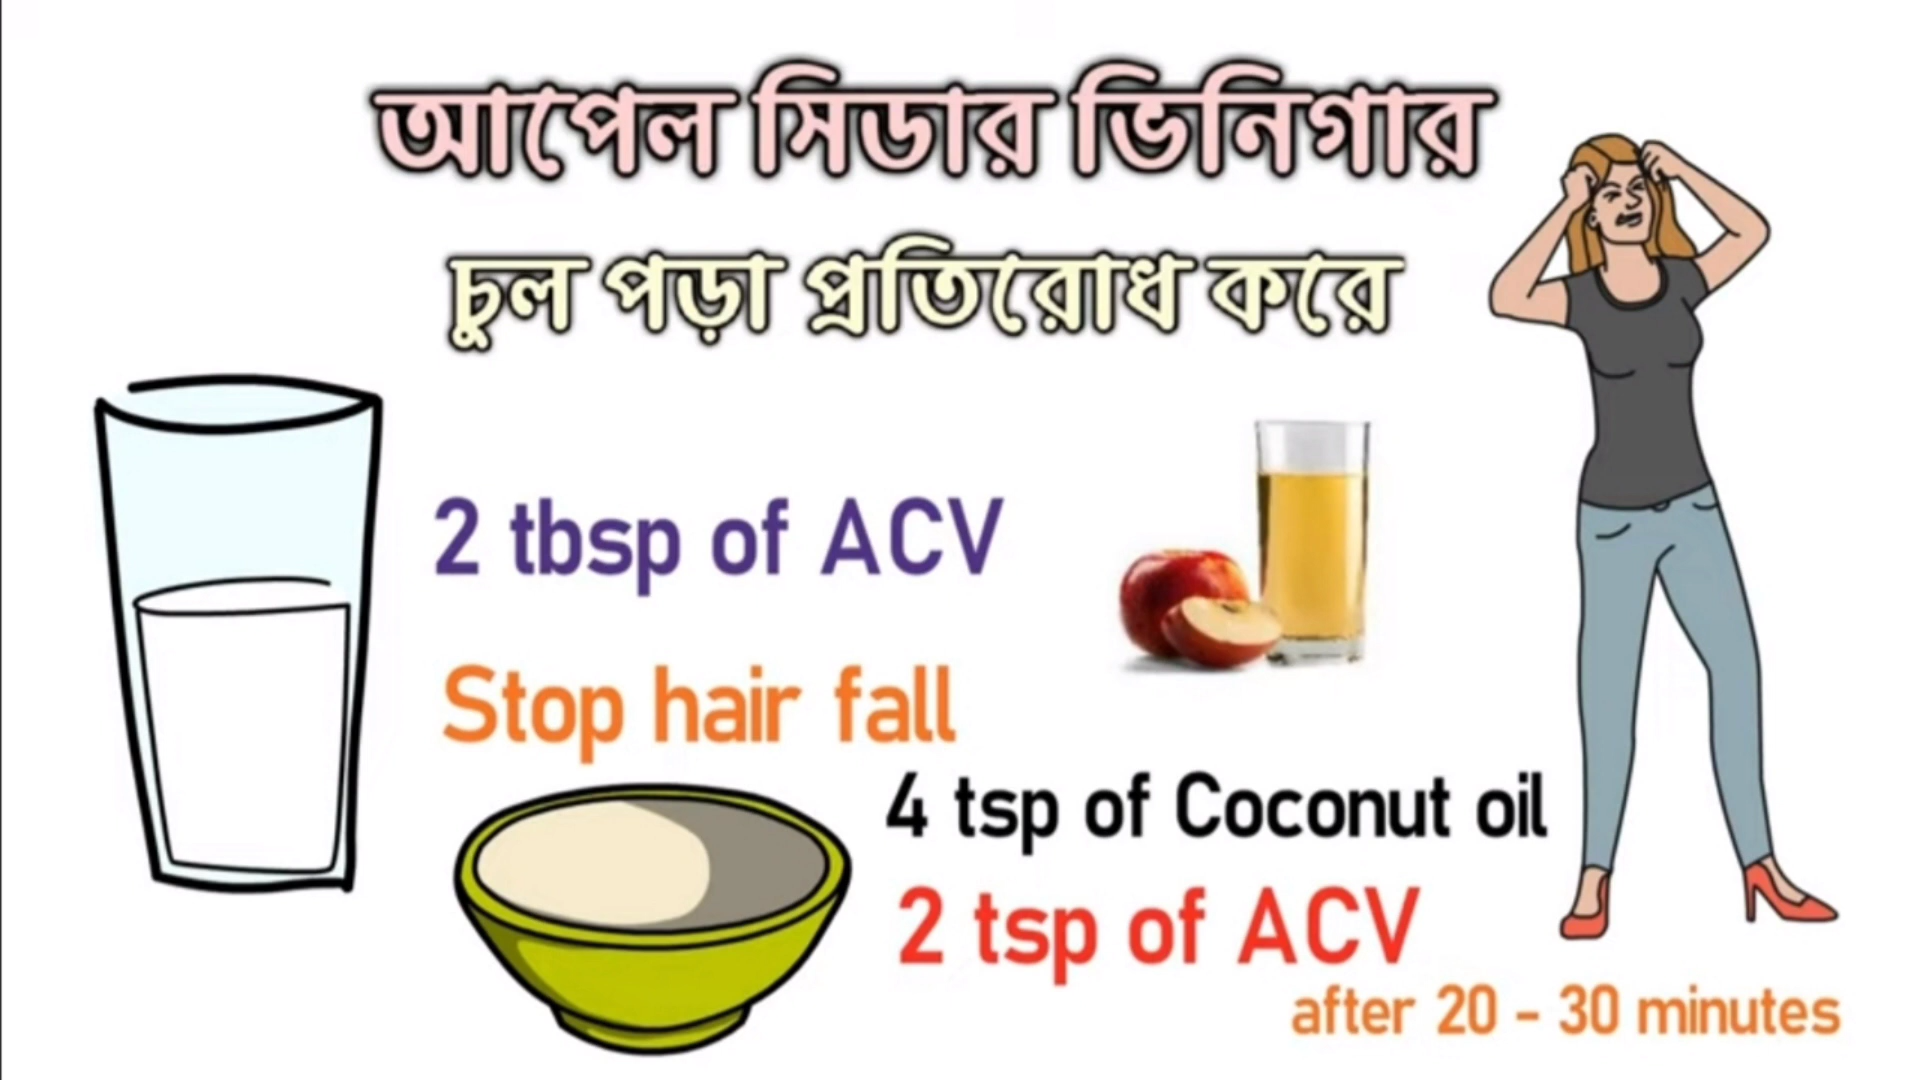 আপেল সিডার ভিনিগার
চুল পড়া প্রতিরোধ করে
2 tbsp of ACV
Stop hair fall
4 tsp of Coconut oil
2 tsp of ACV
after 20 - 30 minutes